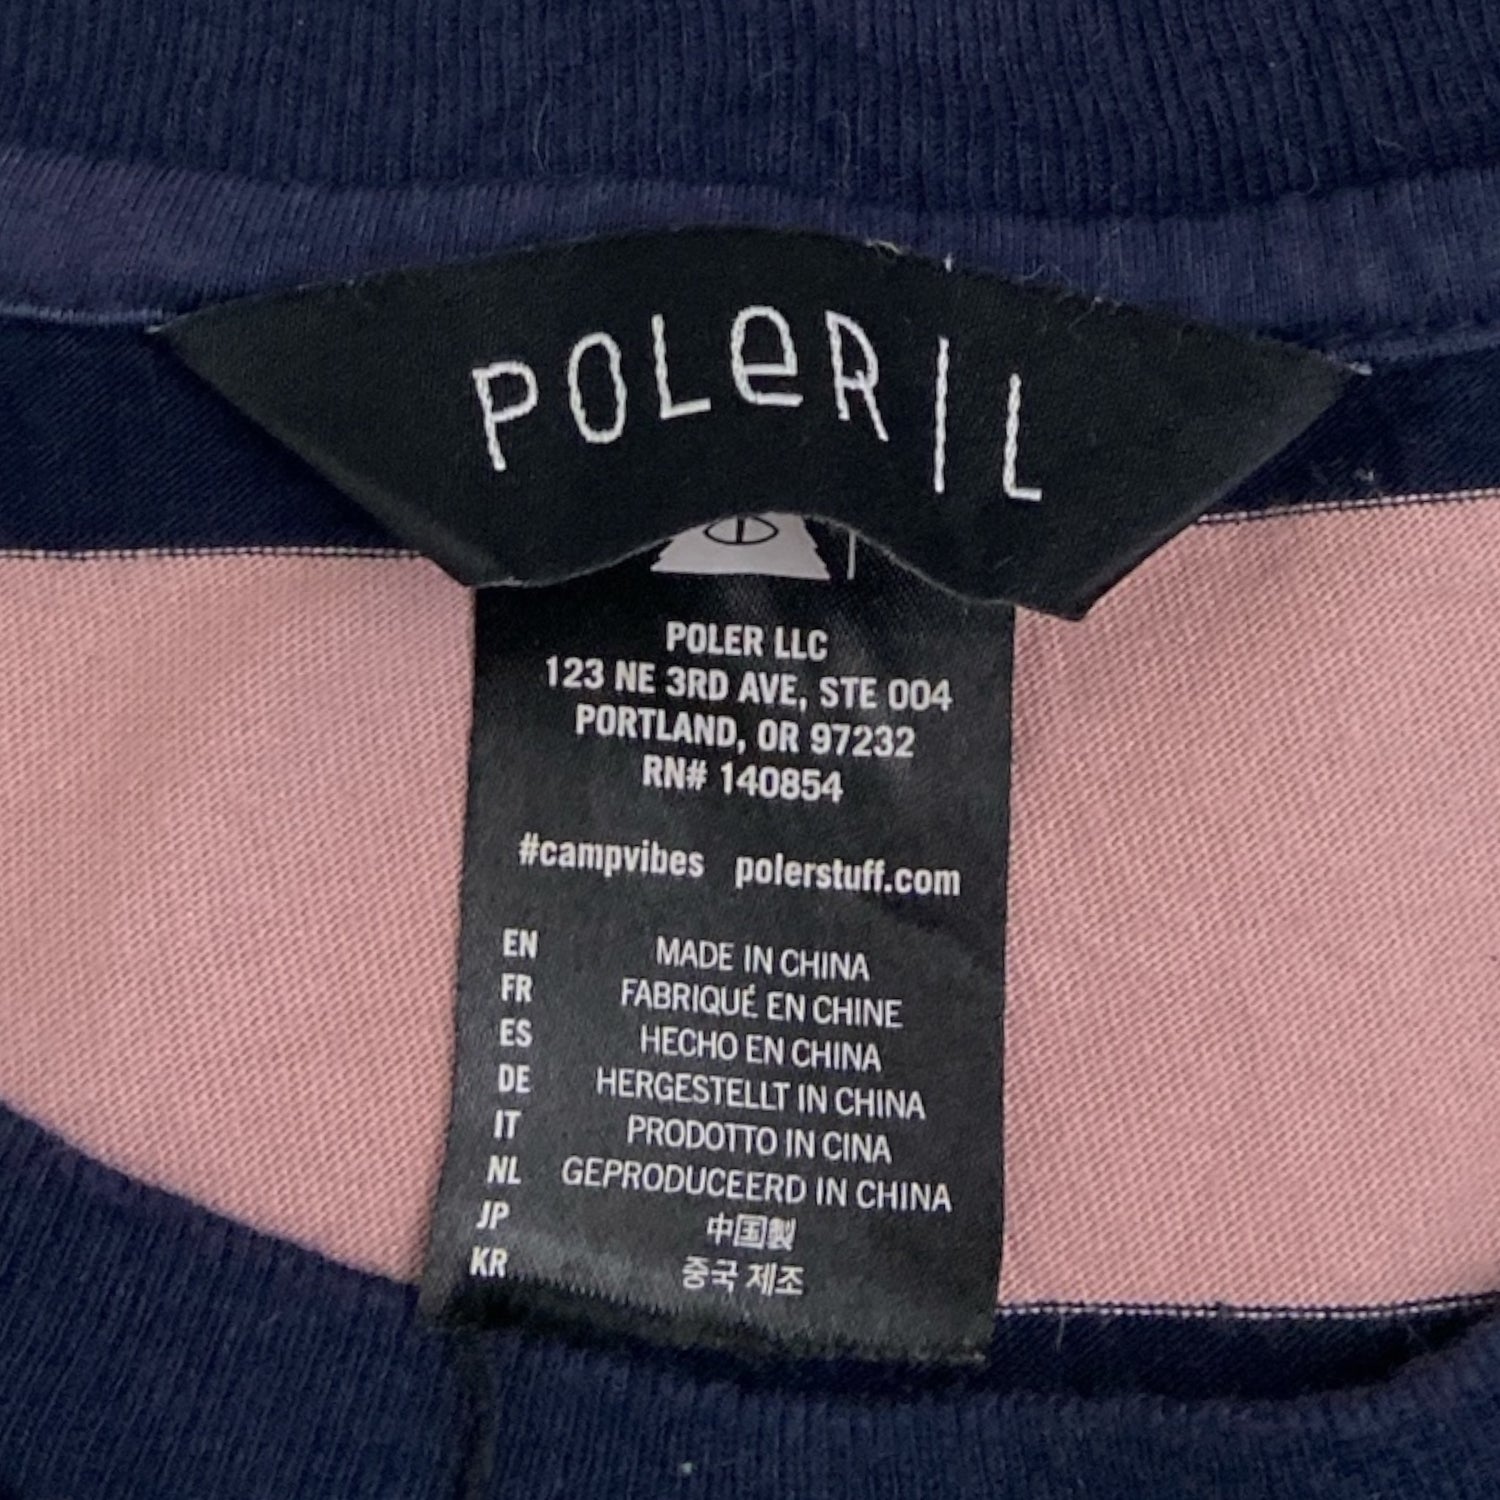 POLeR | L
POLER LLC
123 NE 3RD AVE, STE 004
PORTLAND, OR 97232
RN# 140854
#campvibes polerstuff.com
EN MADE IN CHINA
FR FABRIQUÉ EN CHINE
ES HECHO EN CHINA
DE HERGESTELLT IN CHINA
IT PRODOTTO IN CINA
NL GEPRODUCEERD IN CHINA
JP 中国製
KR 중국 제조